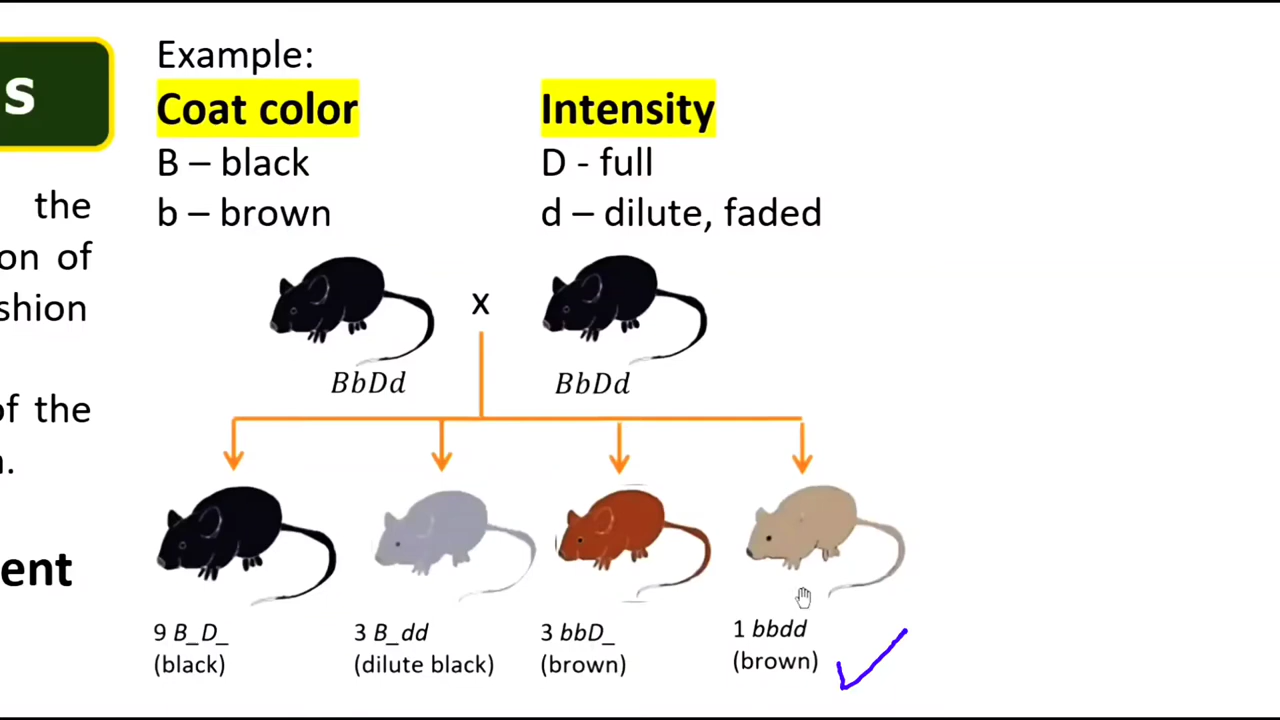 s
the
on of
shion
of the
n.
ent
Example:
Coat color
B – black
b – brown
Intensity
D - full
d – dilute, faded
x
BbDd
BbDd
9 B_D_
(black)
3 B_dd
(dilute black)
3 bbD_
(brown)
1 bbdd
(brown)